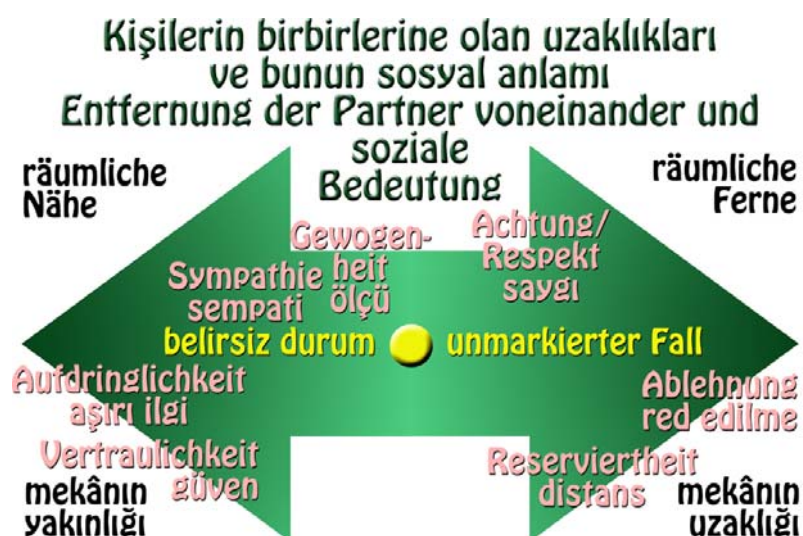 Kişilerin birbirlerine olan uzaklıkları
ve bunun sosyal anlamı
Entfernung der Partner voneinander und
soziale
Bedeutung
räumliche
Nähe
räumliche
Ferne
Gewogen-
heit
ölçü
Achtung/
Respekt
saygı
Sympathie
sempati
belirsiz durum
unmarkierter Fall
Aufdringlichkeit
aşırı ilgi
Ablehnung
red edilme
Vertraulichkeit
güven
Reserviertheit
distans
mekânın
yakınlığı
mekânın
uzaklığı